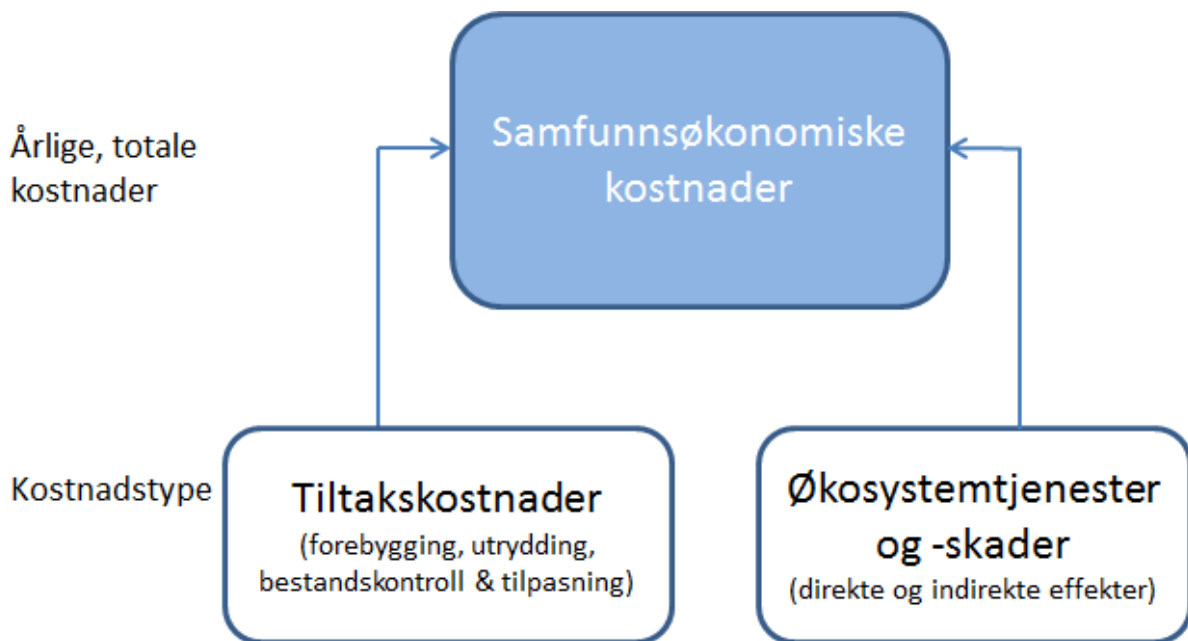 Årlige, totale
kostnader
Samfunnsøkonomiske
kostnader
Kostnadstype
Tiltakskostnader
(forebygging, utrydding,
bestandskontroll & tilpasning)
Økosystemtjenester
og -skader
(direkte og indirekte effekter)